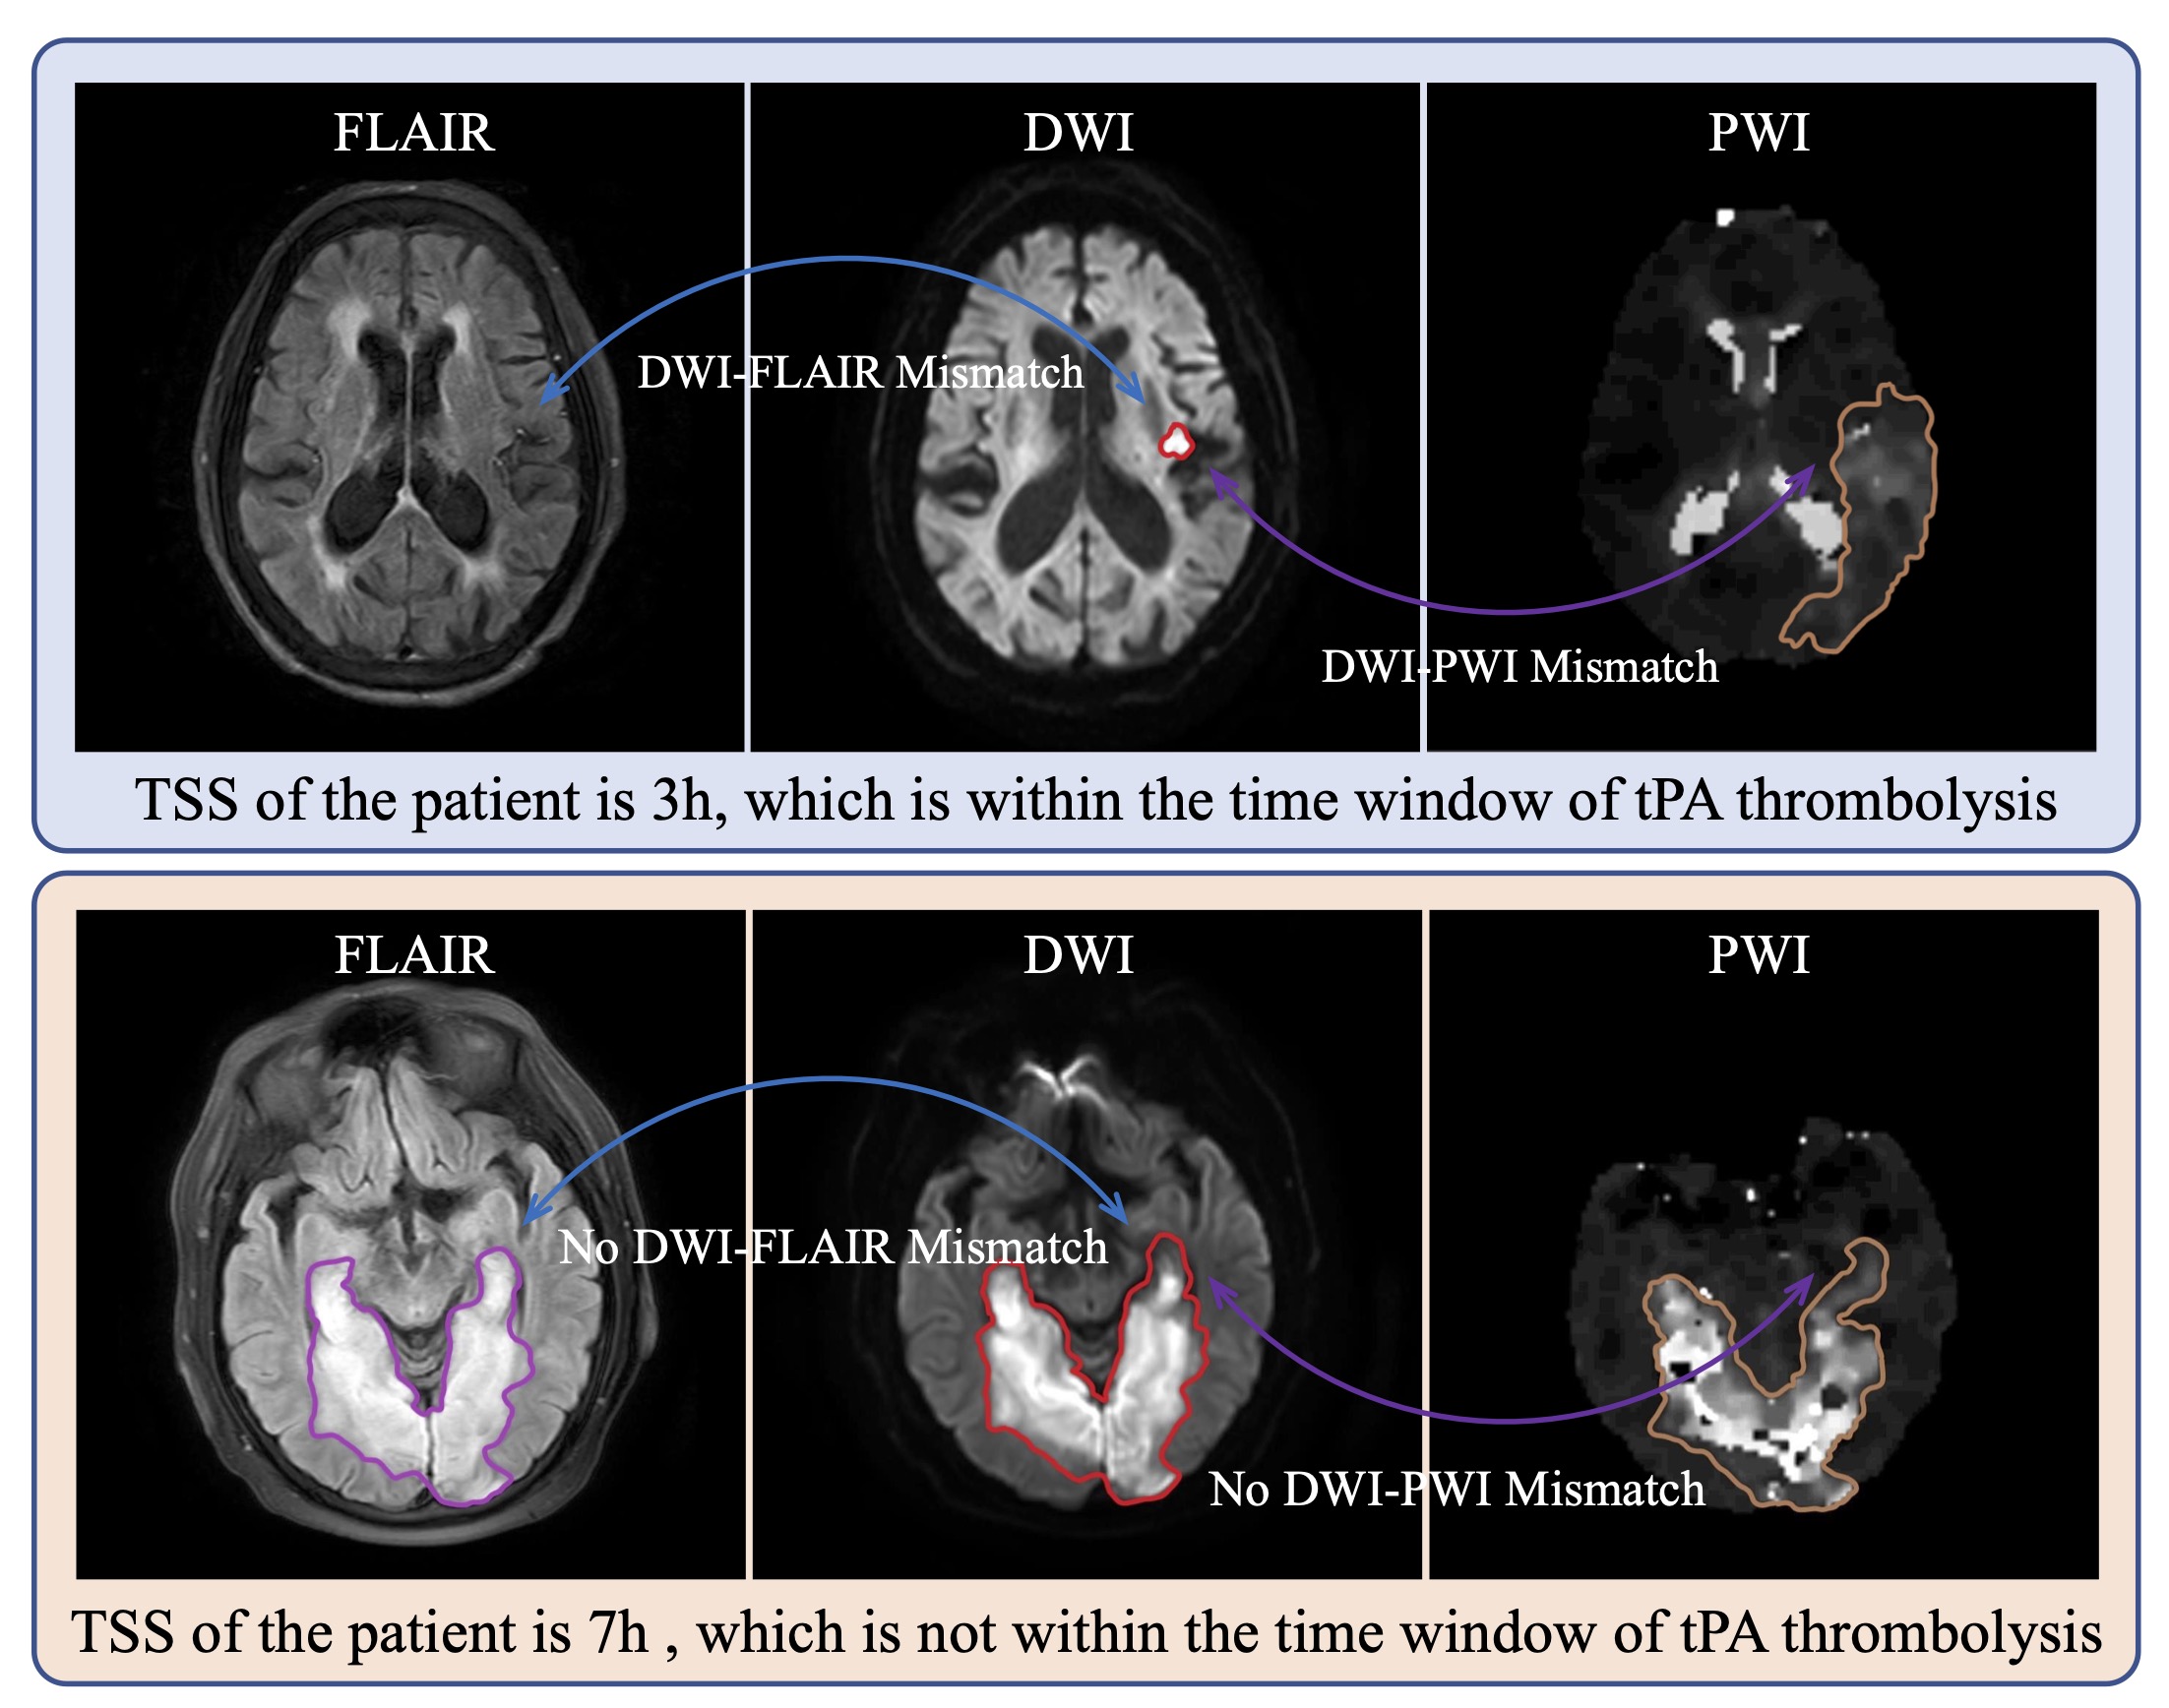 FLAIR
DWI
PWI
DWI-FLAIR Mismatch
DWI-PWI Mismatch
TSS of the patient is 3h, which is within the time window of tPA thrombolysis
FLAIR
DWI
PWI
No DWI-FLAIR Mismatch
No DWI-PWI Mismatch
TSS of the patient is 7h , which is not within the time window of tPA thrombolysis